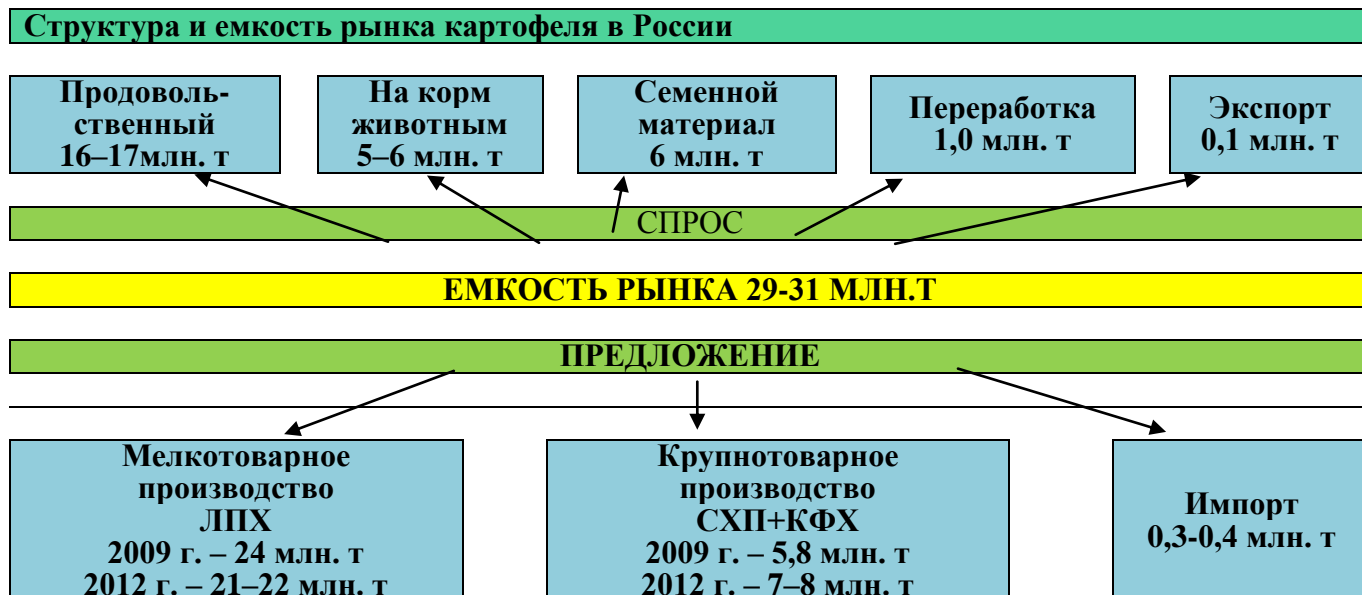 Структура и емкость рынка картофеля в России
Продоволь-
ственный
16–17млн. т
На корм
животным
5–6 млн. т
Семенной
материал
6 млн. т
Переработка
1,0 млн. т
Экспорт
0,1 млн. т
СПРОС
ЕМКОСТЬ РЫНКА 29-31 МЛН.Т
ПРЕДЛОЖЕНИЕ
Мелкотоварное
производство
ЛПХ
2009 г. – 24 млн. т
2012 г. – 21–22 млн. т
Крупнотоварное
производство
СХП+КФХ
2009 г. – 5,8 млн. т
2012 г. – 7–8 млн. т
Импорт
0,3-0,4 млн. т